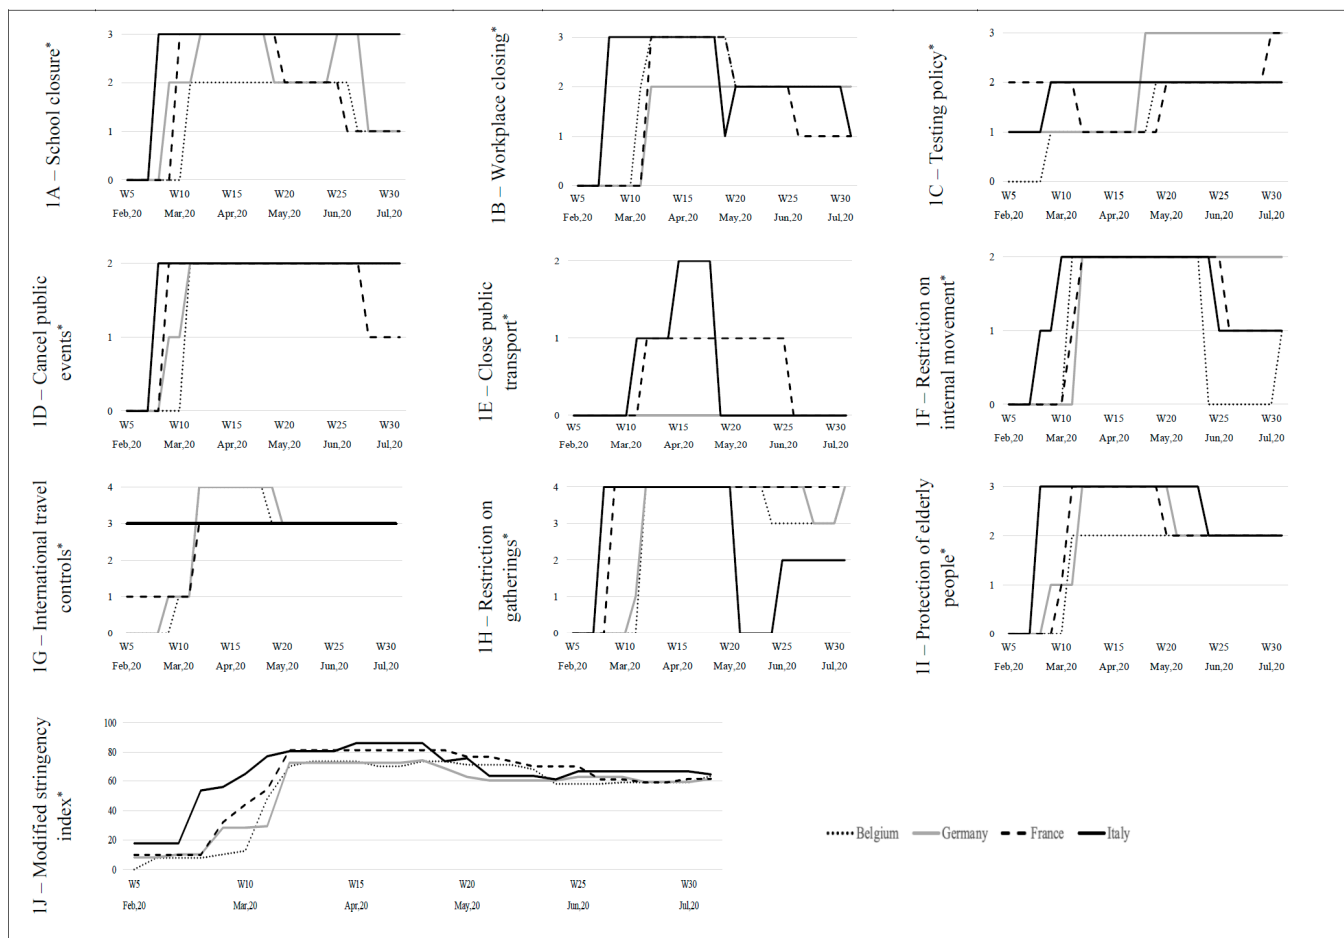 1A – School closure*
3
2
1
0
W5 W10 W15 W20 W25 W30
Feb,20 Mar,20 Apr,20 May,20 Jun,20 Jul,20
1B – Workplace closing*
3
2
1
0
W5 W10 W15 W20 W25 W30
Feb,20 Mar,20 Apr,20 May,20 Jun,20 Jul,20
1C – Testing policy*
3
2
1
0
W5 W10 W15 W20 W25 W30
Feb,20 Mar,20 Apr,20 May,20 Jun,20 Jul,20
1D – Cancel public
events*
2
1
0
W5 W10 W15 W20 W25 W30
Feb,20 Mar,20 Apr,20 May,20 Jun,20 Jul,20
1E – Close public
transport*
2
1
0
W5 W10 W15 W20 W25 W30
Feb,20 Mar,20 Apr,20 May,20 Jun,20 Jul,20
1F – Restriction on
internal movement*
2
1
0
W5 W10 W15 W20 W25 W30
Feb,20 Mar,20 Apr,20 May,20 Jun,20 Jul,20
1G – International travel
controls*
4
3
2
1
0
W5 W10 W15 W20 W25 W30
Feb,20 Mar,20 Apr,20 May,20 Jun,20 Jul,20
1H – Restriction on
gatherings*
4
3
2
1
0
W5 W10 W15 W20 W25 W30
Feb,20 Mar,20 Apr,20 May,20 Jun,20 Jul,20
1I – Protection of elderly
people*
3
2
1
0
W5 W10 W15 W20 W25 W30
Feb,20 Mar,20 Apr,20 May,20 Jun,20 Jul,20
1J – Modified stringency
index*
100
80
60
40
20
0
W5 W10 W15 W20 W25 W30
Feb,20 Mar,20 Apr,20 May,20 Jun,20 Jul,20
Belgium Germany France Italy